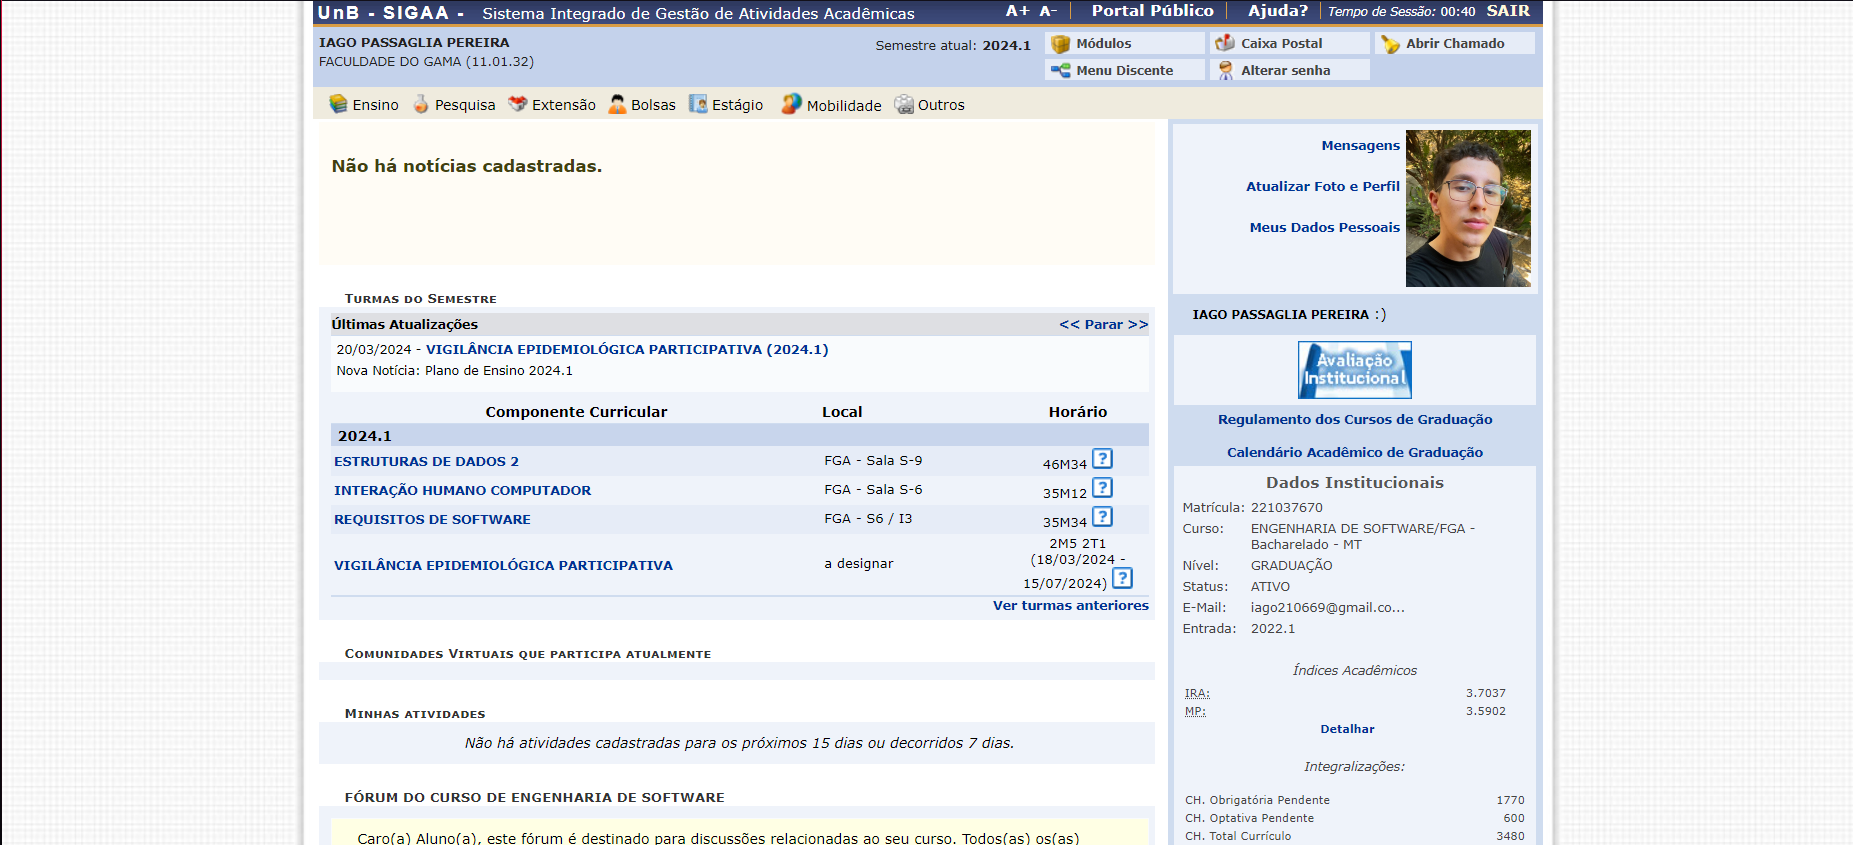 UnB - SIGAA - Sistema Integrado de Gestão de Atividades Acadêmicas
A+ A- Portal Público Ajuda? Tempo de Sessão: 00:40 SAIR
IAGO PASSAGLIA PEREIRA
FACULDADE DO GAMA (11.01.32)
Semestre atual: 2024.1
Módulos Caixa Postal Abrir Chamado
Menu Discente Alterar senha
Ensino Pesquisa Extensão Bolsas Estágio Mobilidade Outros
Não há notícias cadastradas.
Turmas do Semestre
Últimas Atualizações << Parar >>
20/03/2024 - VIGILÂNCIA EPIDEMIOLÓGICA PARTICIPATIVA (2024.1)
Nova Notícia: Plano de Ensino 2024.1
Componente Curricular Local Horário
2024.1
ESTRUTURAS DE DADOS 2 FGA - Sala S-9 46M34 ?
INTERAÇÃO HUMANO COMPUTADOR FGA - Sala S-6 35M12 ?
REQUISITOS DE SOFTWARE FGA - S6 / I3 35M34 ?
VIGILÂNCIA EPIDEMIOLÓGICA PARTICIPATIVA a designar
2M5 2T1
(18/03/2024 -
15/07/2024) ?
Ver turmas anteriores
Comunidades Virtuais que participa atualmente
Minhas atividades
Não há atividades cadastradas para os próximos 15 dias ou decorridos 7 dias.
FÓRUM DO CURSO DE ENGENHARIA DE SOFTWARE
Caro(a) Aluno(a), este fórum é destinado para discussões relacionadas ao seu curso. Todos(as) os(as)
Mensagens
Atualizar Foto e Perfil
Meus Dados Pessoais
IAGO PASSAGLIA PEREIRA :)
Avaliação
Institucional
Regulamento dos Cursos de Graduação
Calendário Acadêmico de Graduação
Dados Institucionais
Matrícula: 221037670
Curso: ENGENHARIA DE SOFTWARE/FGA -
Bacharelado - MT
Nível: GRADUAÇÃO
Status: ATIVO
E-Mail: iago210669@gmail.co...
Entrada: 2022.1
Índices Acadêmicos
IRA: 3.7037
MP: 3.5902
Detalhar
Integralizações:
CH. Obrigatória Pendente 1770
CH. Optativa Pendente 600
CH. Total Currículo 3480